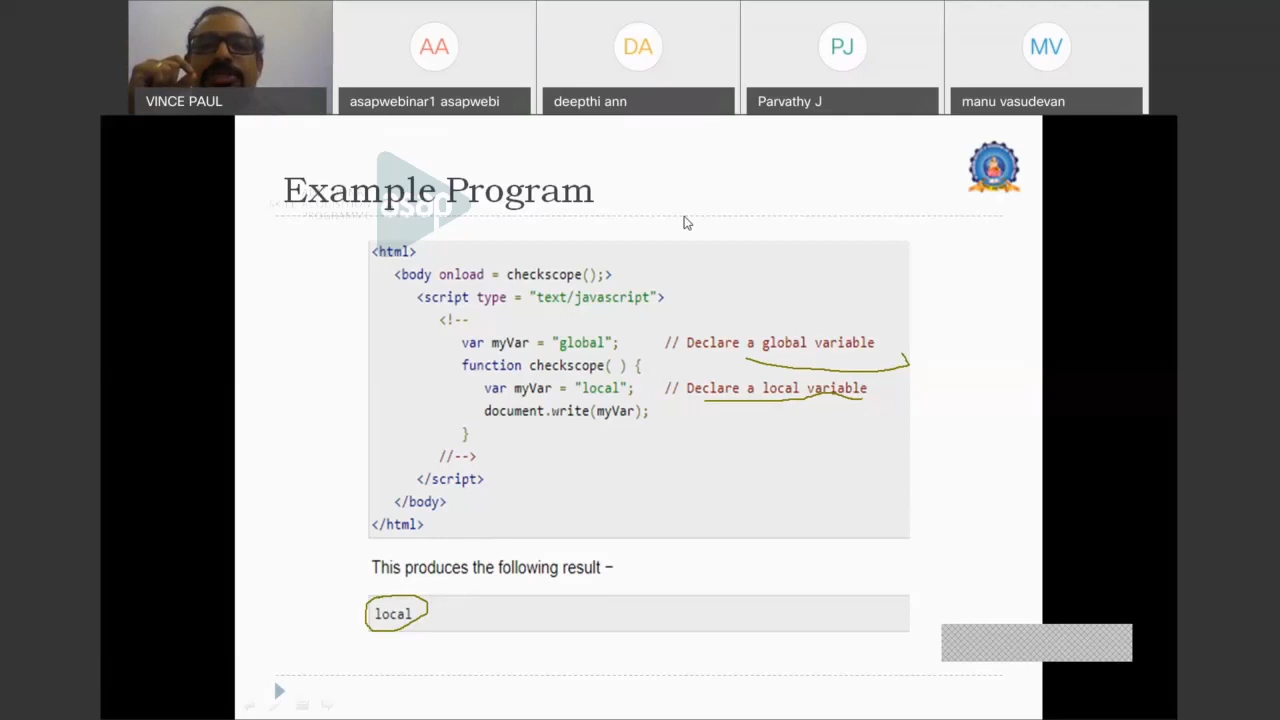 AA
DA
PJ
MV
VINCE PAUL
asapwebinar1 asapwebi
deepthi ann
Parvathy J
manu vasudevan
Example Program
asap
<html>
<body onload = checkscope();>
<script type = "text/javascript">
<!--
var myVar = "global"; // Declare a global variable
function checkscope( ) {
var myVar = "local"; // Declare a local variable
document.write(myVar);
}
//-->
</script>
</body>
</html>
This produces the following result −
local